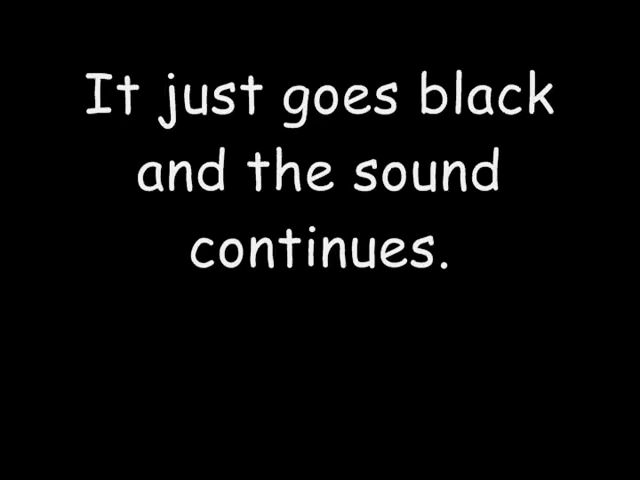 It just goes black
and the sound
continues.